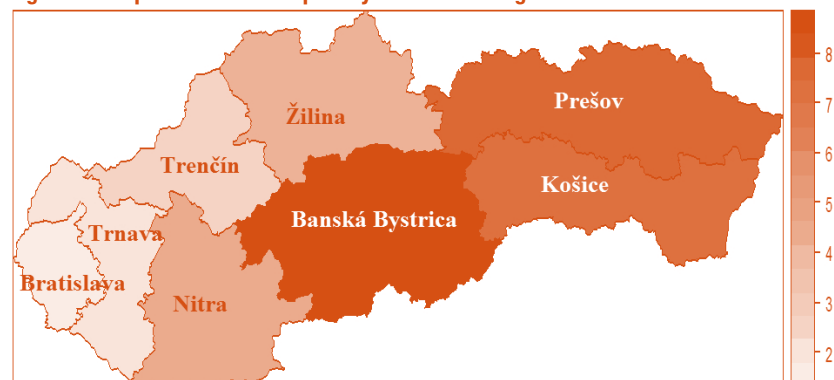 Prešov
Žilina
Trenčín
Košice
Banská Bystrica
Trnava
Bratislava
Nitra
8
7
6
5
4
3
2